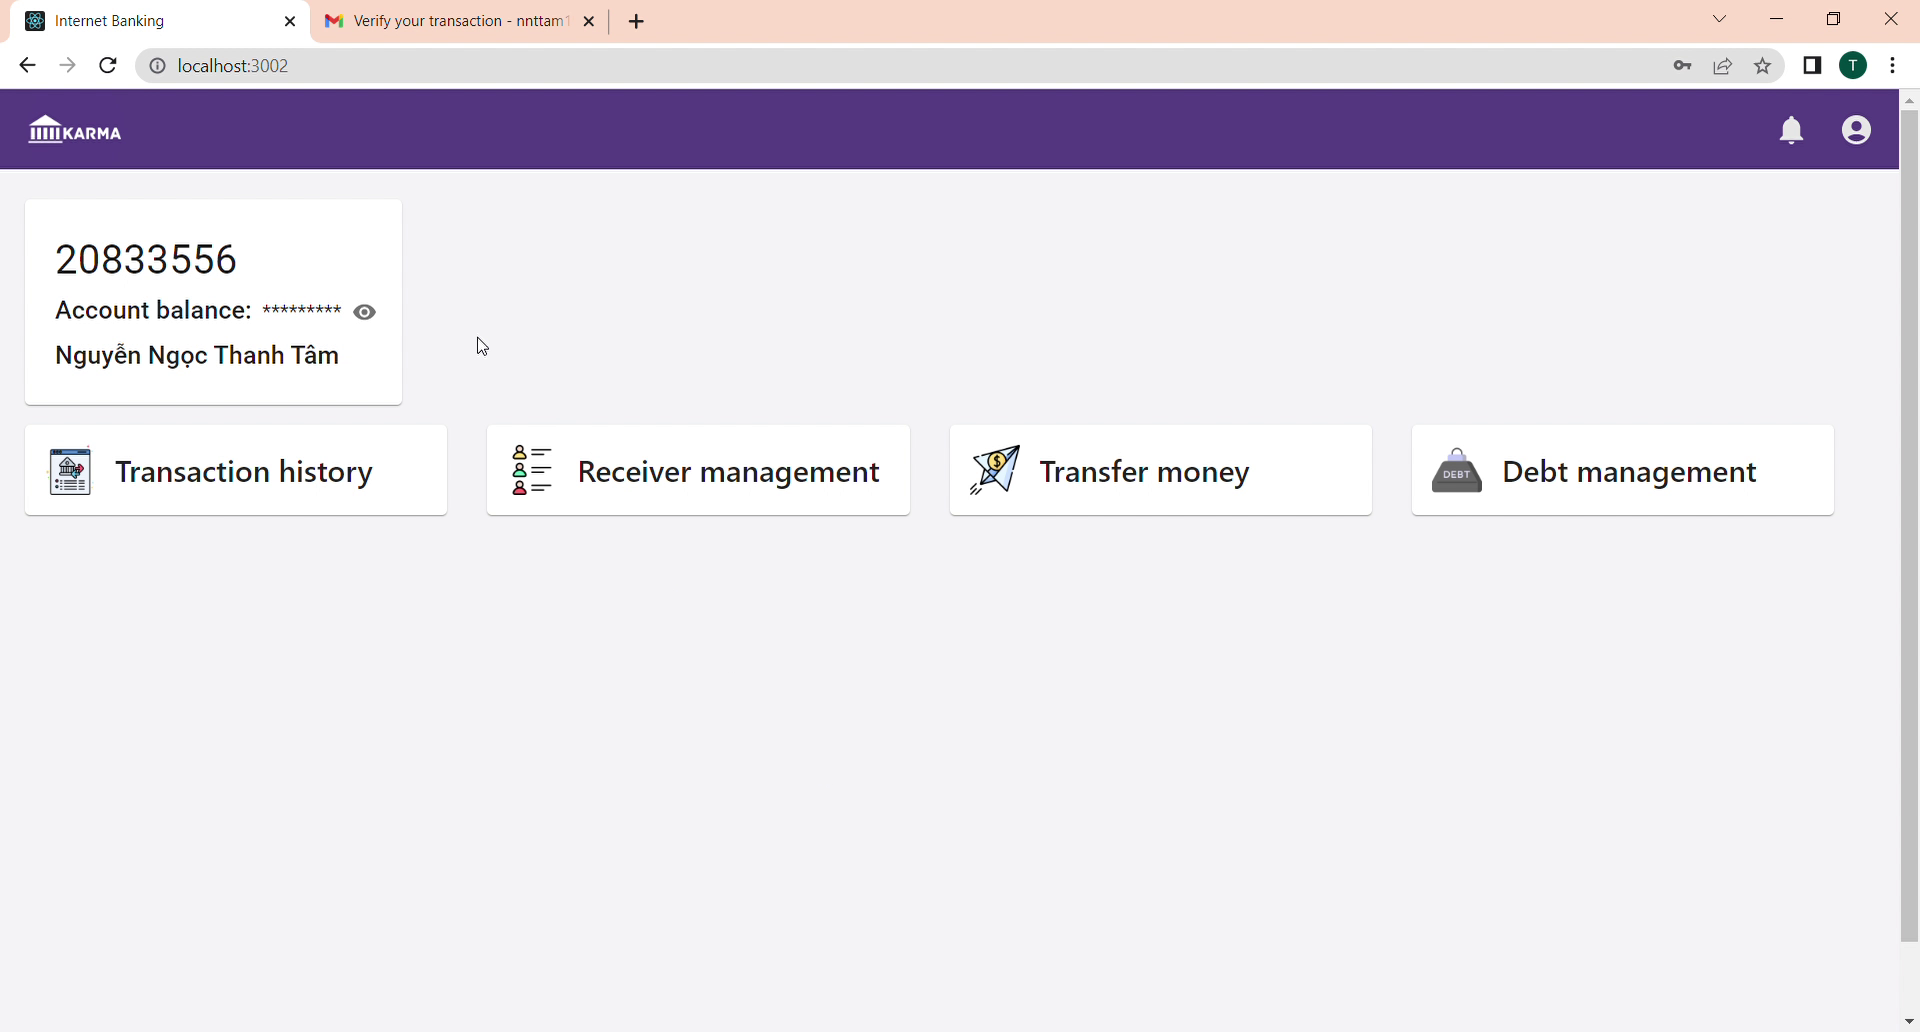 Internet Banking
Verify your transaction - nnttam1
localhost:3002
T
KARMA
20833556
Account balance: *********
Nguyễn Ngọc Thanh Tâm
Transaction history
Receiver management
Transfer money
DEBT
Debt management